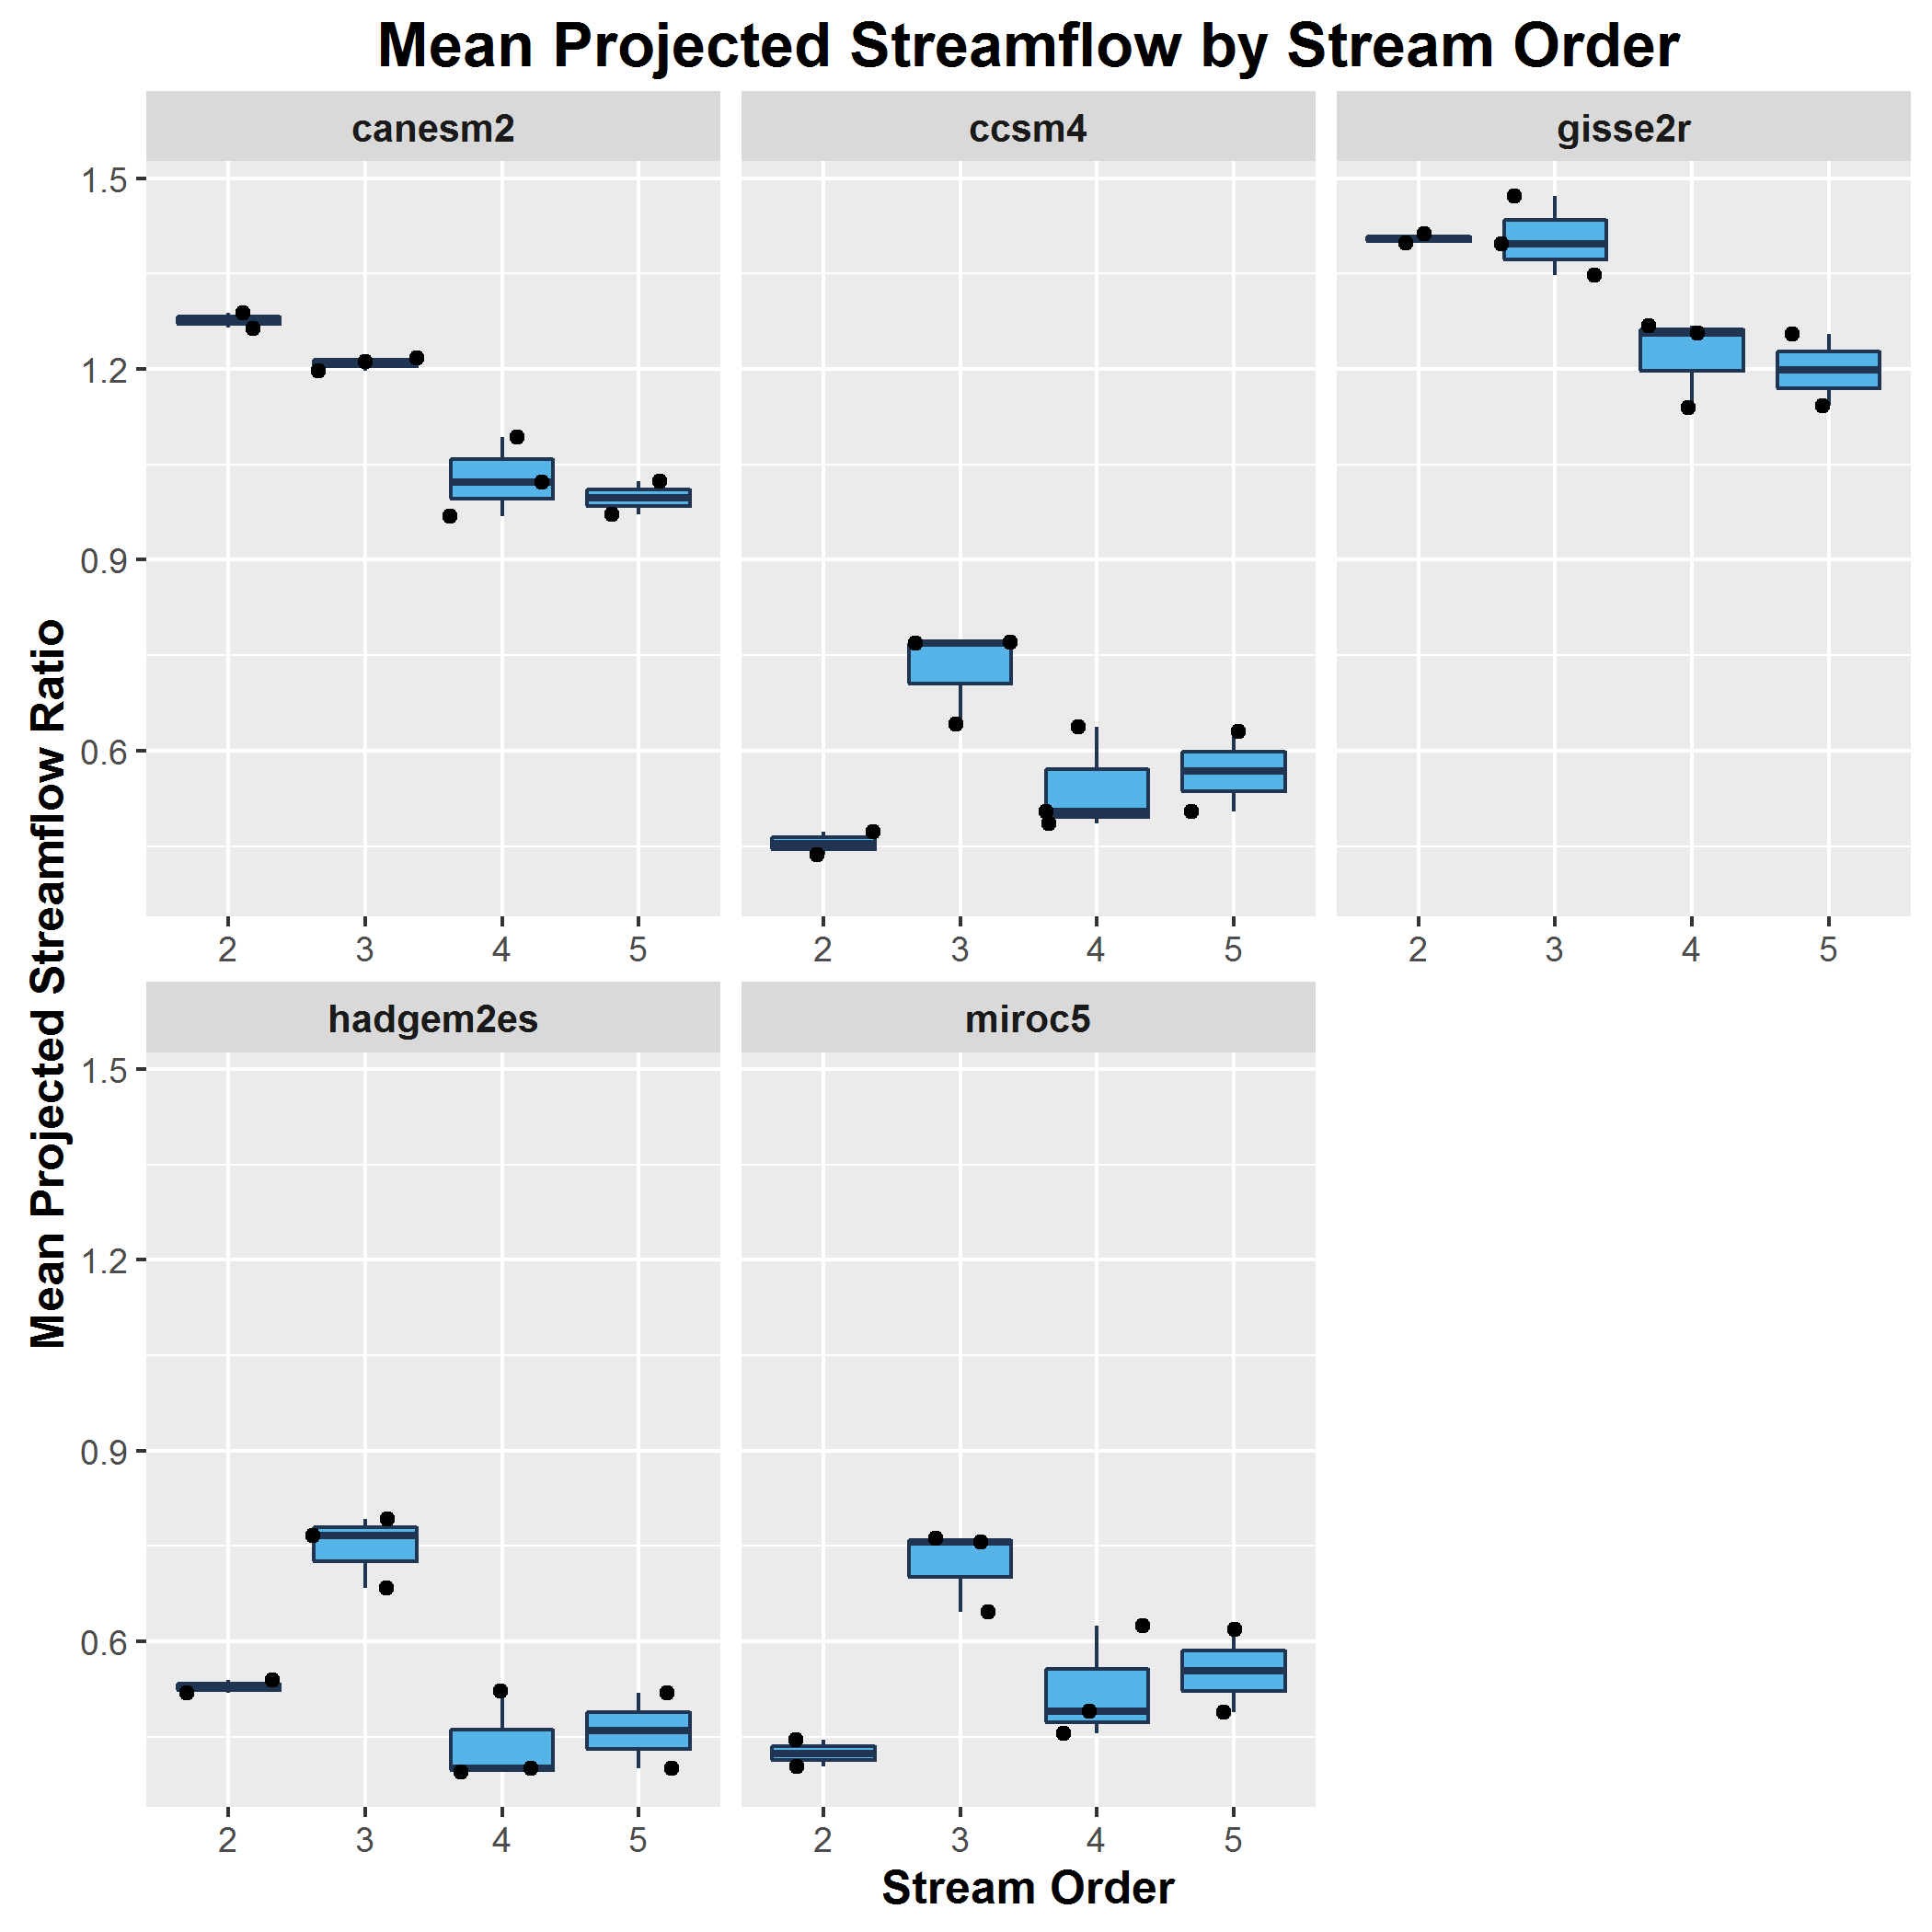 Mean Projected Streamflow by Stream Order
canesm2
ccsm4
gisse2r
1.5
1.2
0.9
0.6
2 3 4 5
2 3 4 5
2 3 4 5
Mean Projected Streamflow Ratio
hadgem2es
miroc5
1.5
1.2
0.9
0.6
2 3 4 5
2 3 4 5
Stream Order